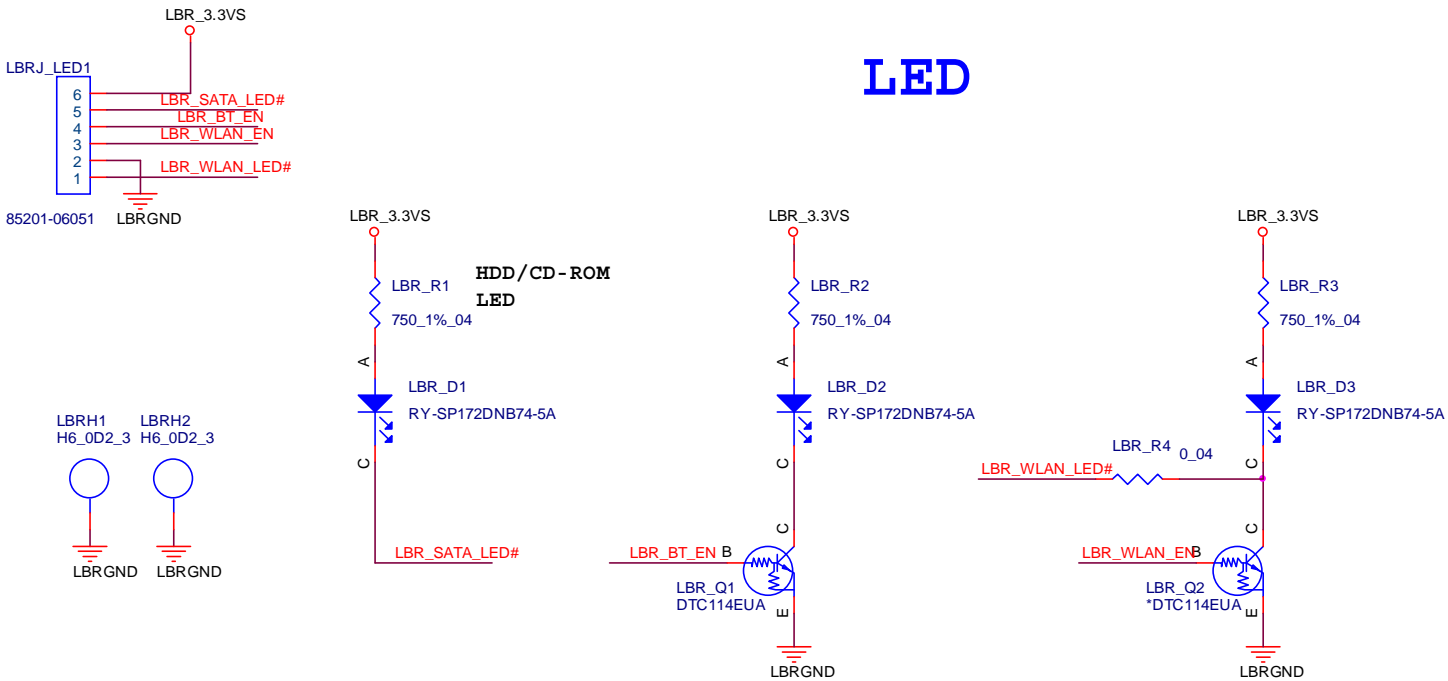 LED
LBR_3.3VS
LBRJ_LED1
6
5
4
3
2
1
LBR_SATA_LED#
LBR_BT_EN
LBR_WLAN_EN
LBR_WLAN_LED#
85201-06051
LBRGND
LBR_3.3VS
LBR_R1
750_1%_04
HDD/CD-ROM
LED
A
LBR_D1
RY-SP172DNB74-5A
C
LBR_SATA_LED#
LBR_3.3VS
LBR_R2
750_1%_04
A
LBR_D2
RY-SP172DNB74-5A
C
C
LBR_BT_EN
B
LBR_Q1
DTC114EUA
E
LBRGND
LBR_3.3VS
LBR_R3
750_1%_04
A
LBR_D3
RY-SP172DNB74-5A
C
LBR_R4
0_04
LBR_WLAN_LED#
C
LBR_WLAN_EN
B
LBR_Q2
*DTC114EUA
E
LBRGND
LBRH1
H6_0D2_3
LBRH2
H6_0D2_3
LBRGND
LBRGND